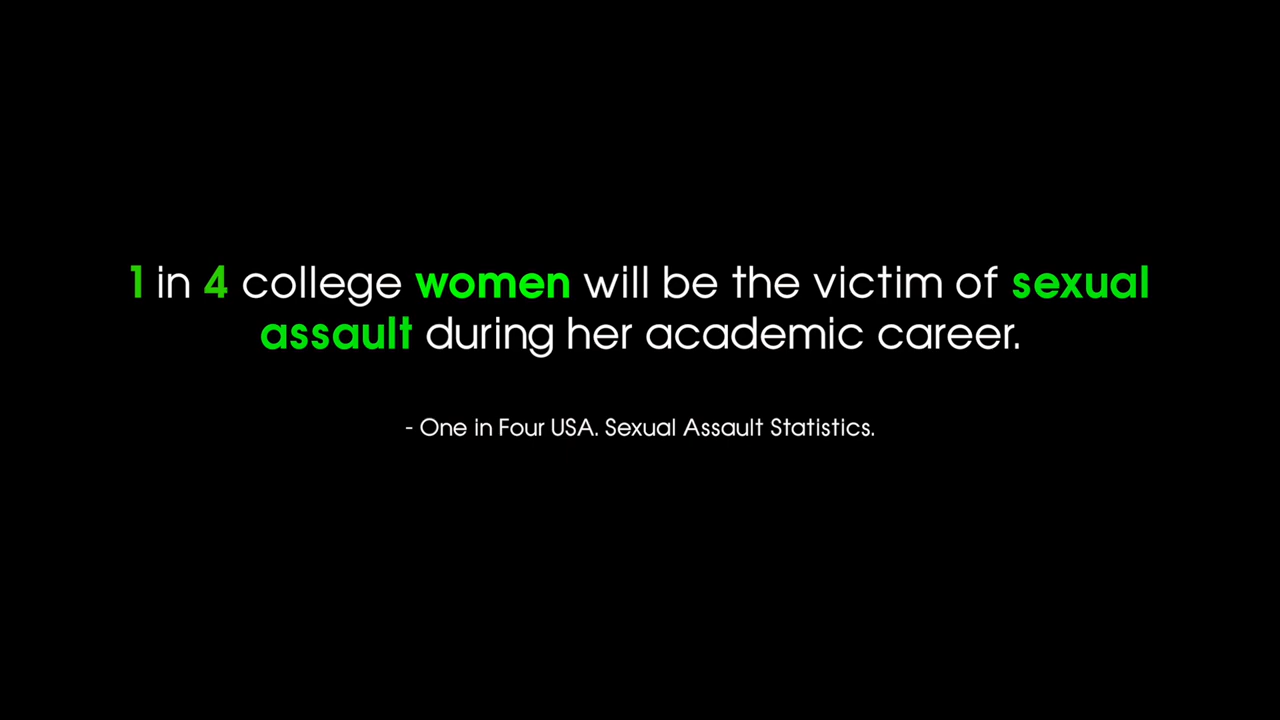 1 in 4 college women will be the victim of sexual
assault during her academic career.
- One in Four USA. Sexual Assault Statistics.